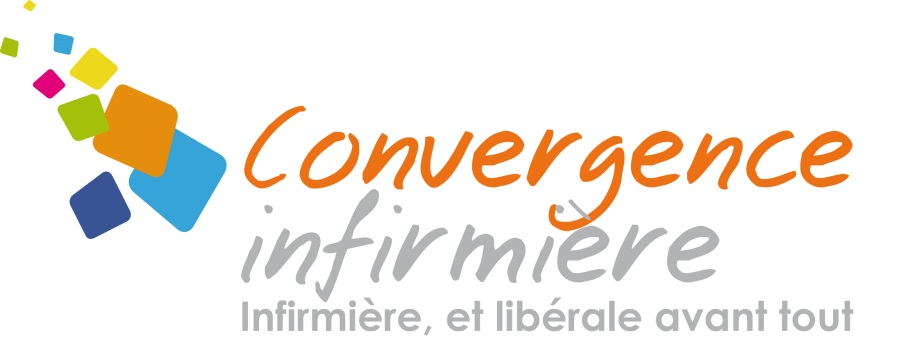 Convergence
infirmière
Infirmière, et libérale avant tout